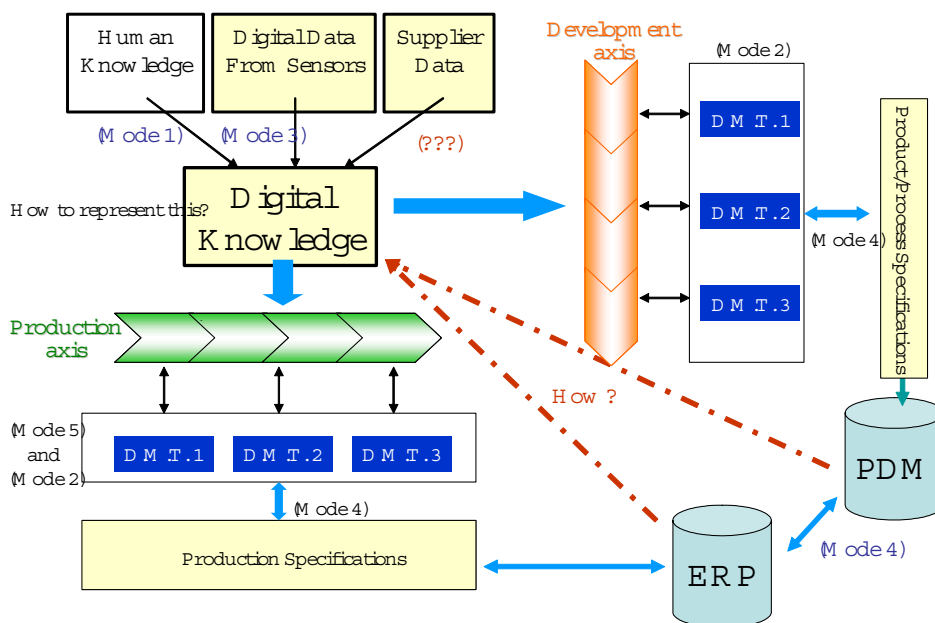 Human
Knowledge
Digital Data
From Sensors
Supplier
Data
Development
axis
(Mode 2)
(Mode 1)
(Mode 3)
(???)
How to represent this?
Digital
Knowledge
D.M.T.1
D.M.T.2
D.M.T.3
(Mode 4)
Product/Process Specifications
Production
axis
How ?
(Mode 5)
and
(Mode 2)
D.M.T.1
D.M.T.2
D.M.T.3
(Mode 4)
Production Specifications
PDM
ERP
(Mode 4)